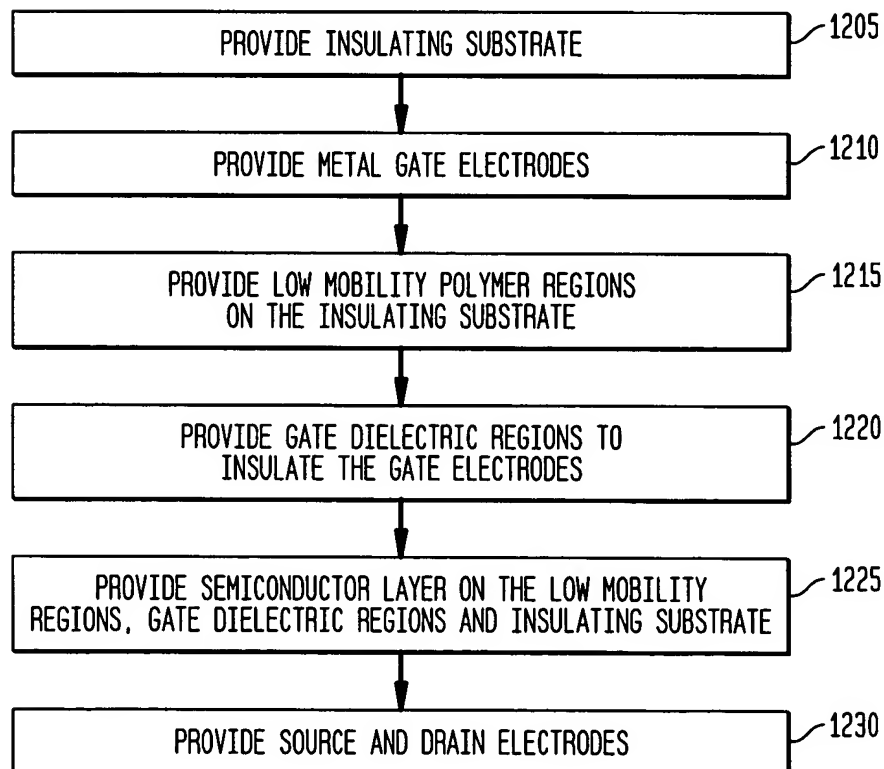 PROVIDE INSULATING SUBSTRATE
1205
PROVIDE METAL GATE ELECTRODES
1210
PROVIDE LOW MOBILITY POLYMER REGIONS
ON THE INSULATING SUBSTRATE
1215
PROVIDE GATE DIELECTRIC REGIONS TO
INSULATE THE GATE ELECTRODES
1220
PROVIDE SEMICONDUCTOR LAYER ON THE LOW MOBILITY
REGIONS, GATE DIELECTRIC REGIONS AND INSULATING SUBSTRATE
1225
PROVIDE SOURCE AND DRAIN ELECTRODES
1230